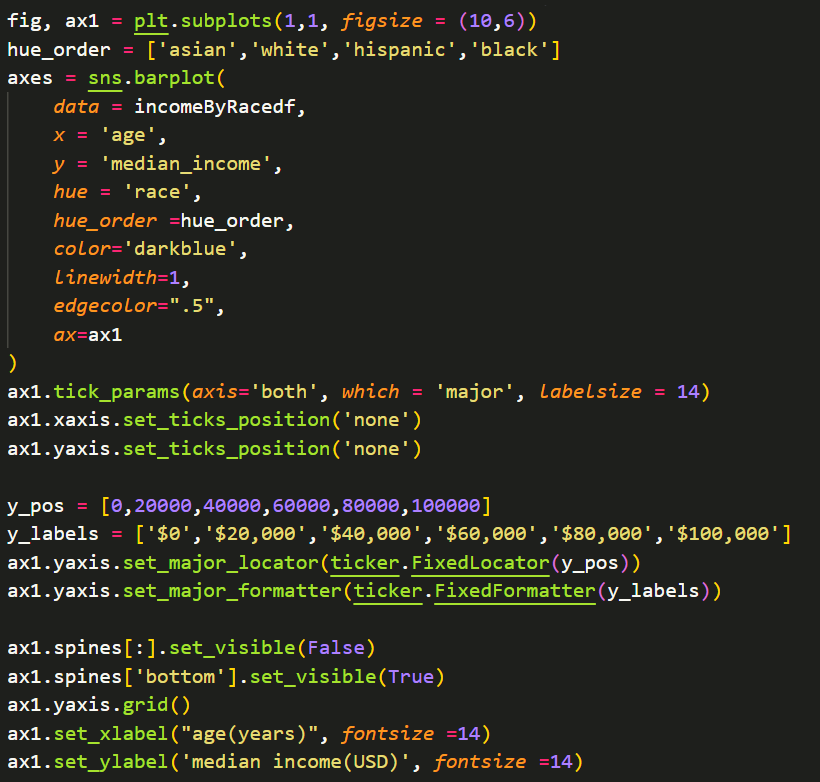 fig, ax1 = plt.subplots(1,1, figsize = (10,6))
hue_order = ['asian','white','hispanic','black']
axes = sns.barplot(
    data = incomeByRacedf,
    x = 'age',
    y = 'median_income',
    hue = 'race',
    hue_order =hue_order,
    color='darkblue',
    linewidth=1,
    edgecolor=".5",
    ax=ax1
)
ax1.tick_params(axis='both', which = 'major', labelsize = 14)
ax1.xaxis.set_ticks_position('none')
ax1.yaxis.set_ticks_position('none')

y_pos = [0,20000,40000,60000,80000,100000]
y_labels = ['$0','$20,000','$40,000','$60,000','$80,000','$100,000']
ax1.yaxis.set_major_locator(ticker.FixedLocator(y_pos))
ax1.yaxis.set_major_formatter(ticker.FixedFormatter(y_labels))

ax1.spines[:].set_visible(False)
ax1.spines['bottom'].set_visible(True)
ax1.yaxis.grid()
ax1.set_xlabel("age(years)", fontsize =14)
ax1.set_ylabel('median income(USD)', fontsize =14)